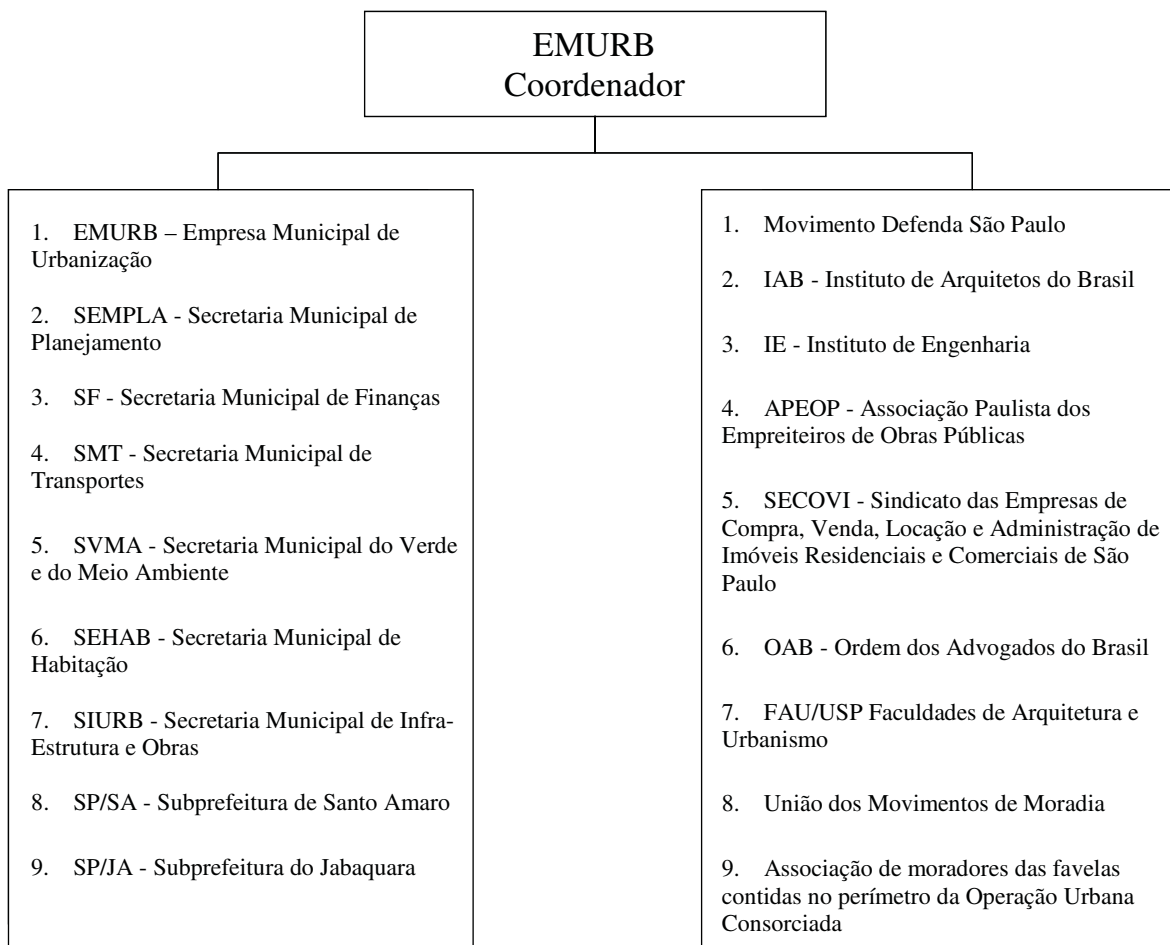 EMURB
Coordenador
1. EMURB – Empresa Municipal de
Urbanização
2. SEMPLA - Secretaria Municipal de
Planejamento
3. SF - Secretaria Municipal de Finanças
4. SMT - Secretaria Municipal de
Transportes
5. SVMA - Secretaria Municipal do Verde
e do Meio Ambiente
6. SEHAB - Secretaria Municipal de
Habitação
7. SIURB - Secretaria Municipal de Infra-
Estrutura e Obras
8. SP/SA - Subprefeitura de Santo Amaro
9. SP/JA - Subprefeitura do Jabaquara
1. Movimento Defenda São Paulo
2. IAB - Instituto de Arquitetos do Brasil
3. IE - Instituto de Engenharia
4. APEOP - Associação Paulista dos
Empreiteiros de Obras Públicas
5. SECOVI - Sindicato das Empresas de
Compra, Venda, Locação e Administração de
Imóveis Residenciais e Comerciais de São
Paulo
6. OAB - Ordem dos Advogados do Brasil
7. FAU/USP Faculdades de Arquitetura e
Urbanismo
8. União dos Movimentos de Moradia
9. Associação de moradores das favelas
contidas no perímetro da Operação Urbana
Consorciada